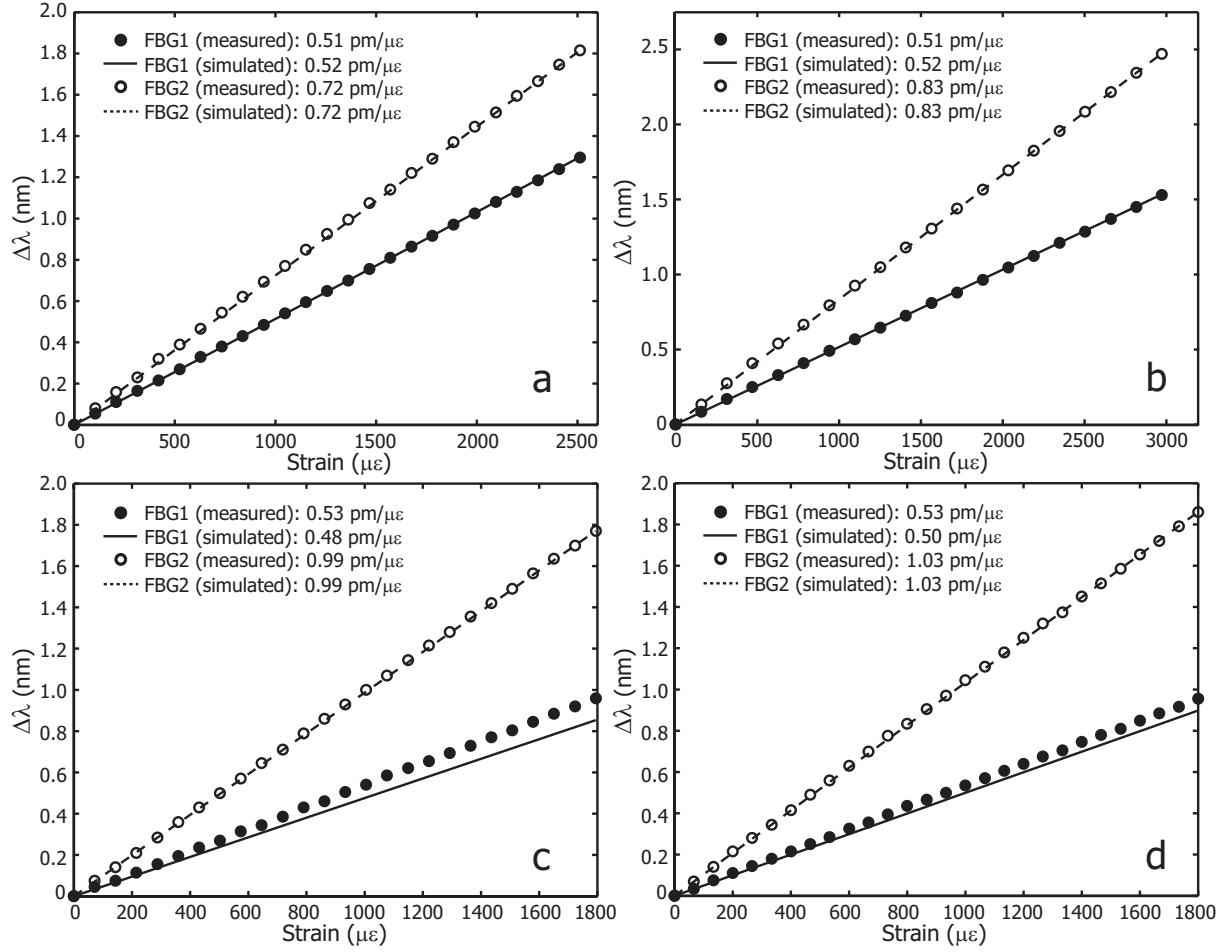 2.0
1.8
1.6
1.4
1.2
1.0
0.8
0.6
0.4
0.2
0
Δλ (nm)
FBG1 (measured): 0.51 pm/με
FBG1 (simulated): 0.52 pm/με
FBG2 (measured): 0.72 pm/με
FBG2 (simulated): 0.72 pm/με
a
0 500 1000 1500 2000 2500
Strain (με)
2.5
2.0
1.5
1.0
0.5
0
Δλ (nm)
FBG1 (measured): 0.51 pm/με
FBG1 (simulated): 0.52 pm/με
FBG2 (measured): 0.83 pm/με
FBG2 (simulated): 0.83 pm/με
b
0 500 1000 1500 2000 2500 3000
Strain (με)
2.0
1.8
1.6
1.4
1.2
1.0
0.8
0.6
0.4
0.2
0
Δλ (nm)
FBG1 (measured): 0.53 pm/με
FBG1 (simulated): 0.48 pm/με
FBG2 (measured): 0.99 pm/με
FBG2 (simulated): 0.99 pm/με
c
0 200 400 600 800 1000 1200 1400 1600 1800
Strain (με)
2.0
1.8
1.6
1.4
1.2
1.0
0.8
0.6
0.4
0.2
0
Δλ (nm)
FBG1 (measured): 0.53 pm/με
FBG1 (simulated): 0.50 pm/με
FBG2 (measured): 1.03 pm/με
FBG2 (simulated): 1.03 pm/με
d
0 200 400 600 800 1000 1200 1400 1600 1800
Strain (με)